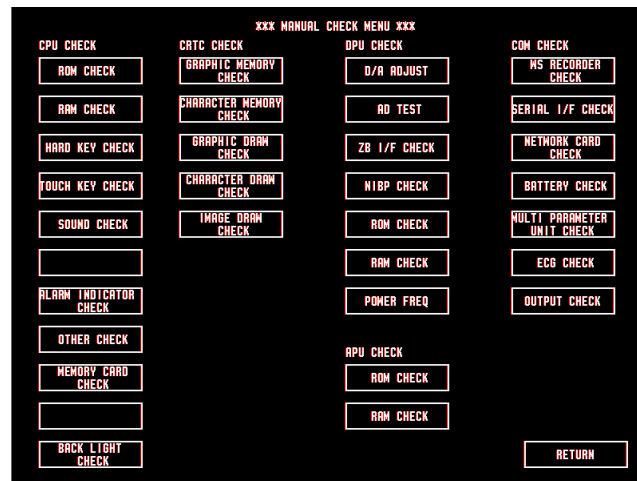 *** MANUAL CHECK MENU ***
CPU CHECK
ROM CHECK
RAM CHECK
HARD KEY CHECK
TOUCH KEY CHECK
SOUND CHECK
ALARM INDICATOR
CHECK
OTHER CHECK
MEMORY CARD
CHECK
BACK LIGHT
CHECK
CRTC CHECK
GRAPHIC MEMORY
CHECK
CHARACTER MEMORY
CHECK
GRAPHIC DRAW
CHECK
CHARACTER DRAW
CHECK
IMAGE DRAW
CHECK
DPU CHECK
D/A ADJUST
AD TEST
ZB I/F CHECK
NIBP CHECK
ROM CHECK
RAM CHECK
POWER FREQ
APU CHECK
ROM CHECK
RAM CHECK
COM CHECK
WS RECORDER
CHECK
SERIAL I/F CHECK
NETWORK CARD
CHECK
BATTERY CHECK
MULTI PARAMETER
UNIT CHECK
ECG CHECK
OUTPUT CHECK
RETURN